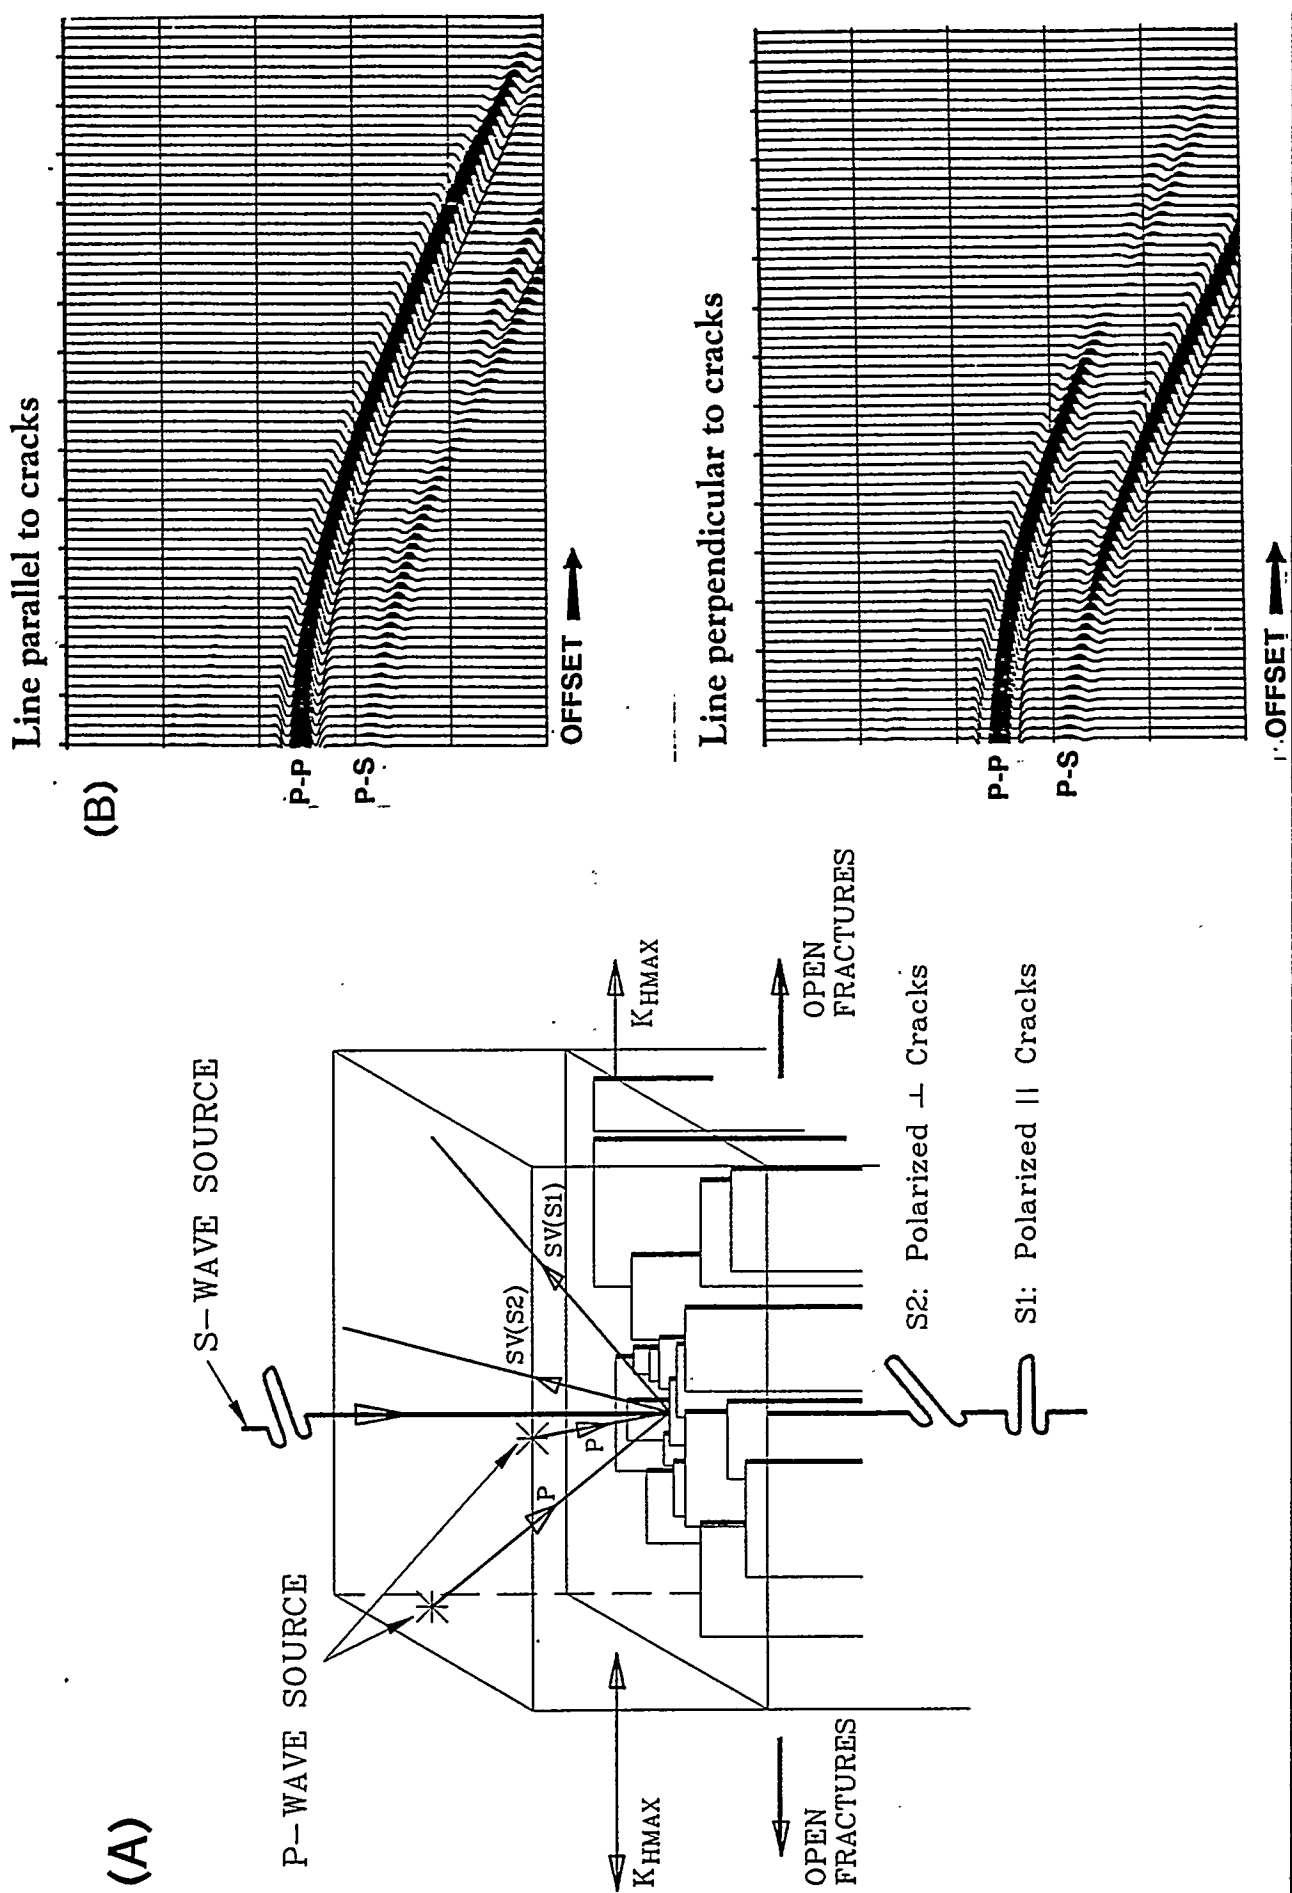 (A)
S-WAVE SOURCE
P-WAVE SOURCE
P
P
SV(S2)
SV(S1)
KHMAX
KHMAX
OPEN
FRACTURES
OPEN
FRACTURES
S2: Polarized ⊥ Cracks
S1: Polarized || Cracks
(B)
Line parallel to cracks
P-P
P-S
OFFSET
Line perpendicular to cracks
P-P
P-S
OFFSET